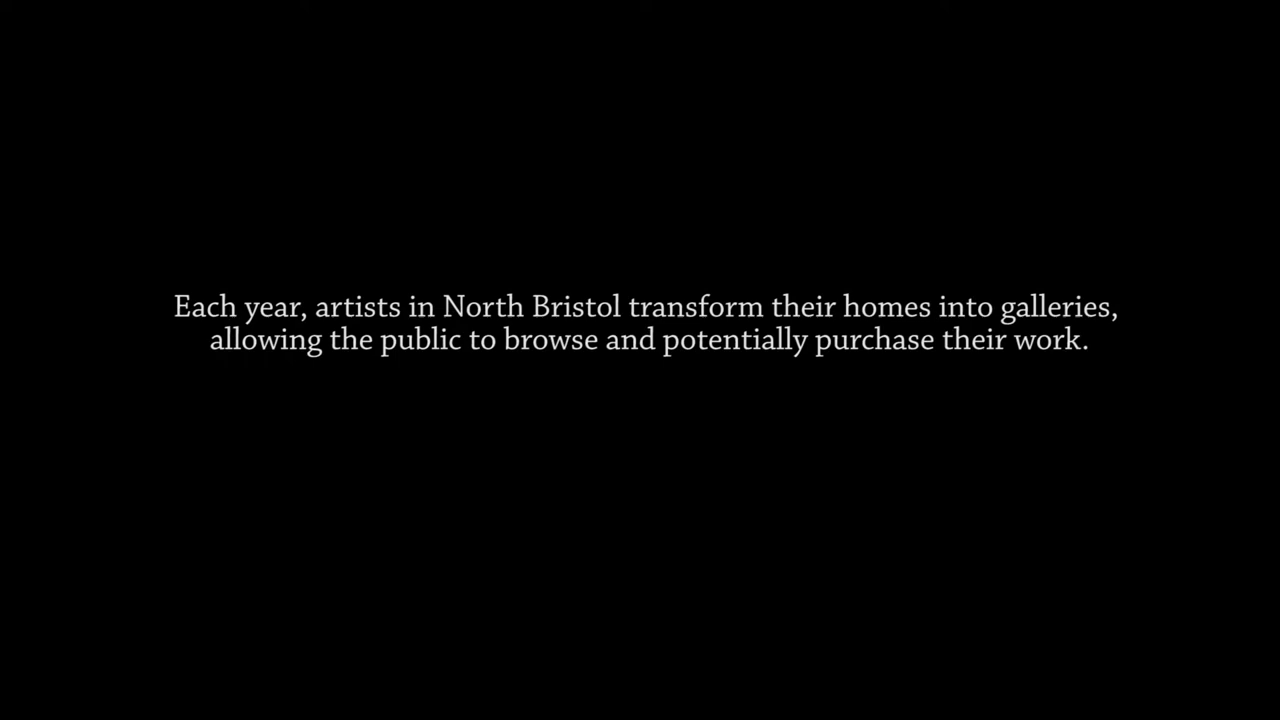 Each year, artists in North Bristol transform their homes into galleries,
allowing the public to browse and potentially purchase their work.